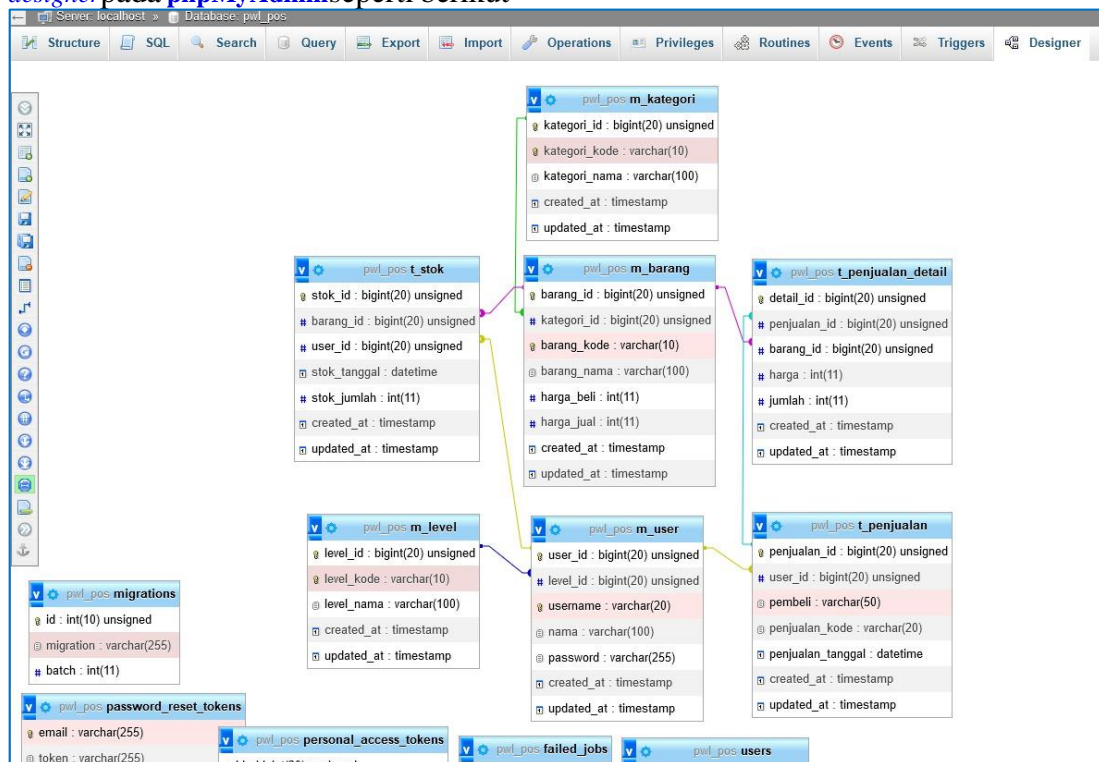 designer pada phpMyAdmin seperti berikut
Server: localhost » Database: pwl_pos
Structure SQL Search Query Export Import Operations Privileges Routines Events Triggers Designer
pwl_pos m_kategori
kategori_id : bigint(20) unsigned
kategori_kode : varchar(10)
kategori_nama : varchar(100)
created_at : timestamp
updated_at : timestamp
pwl_pos t_stok
stok_id : bigint(20) unsigned
barang_id : bigint(20) unsigned
user_id : bigint(20) unsigned
stok_tanggal : datetime
stok_jumlah : int(11)
created_at : timestamp
updated_at : timestamp
pwl_pos m_barang
barang_id : bigint(20) unsigned
kategori_id : bigint(20) unsigned
barang_kode : varchar(10)
barang_nama : varchar(100)
harga_beli : int(11)
harga_jual : int(11)
created_at : timestamp
updated_at : timestamp
pwl_pos t_penjualan_detail
detail_id : bigint(20) unsigned
penjualan_id : bigint(20) unsigned
barang_id : bigint(20) unsigned
harga : int(11)
jumlah : int(11)
created_at : timestamp
updated_at : timestamp
pwl_pos m_level
level_id : bigint(20) unsigned
level_kode : varchar(10)
level_nama : varchar(100)
created_at : timestamp
updated_at : timestamp
pwl_pos m_user
user_id : bigint(20) unsigned
level_id : bigint(20) unsigned
username : varchar(20)
nama : varchar(100)
password : varchar(255)
created_at : timestamp
updated_at : timestamp
pwl_pos t_penjualan
penjualan_id : bigint(20) unsigned
user_id : bigint(20) unsigned
pembeli : varchar(50)
penjualan_kode : varchar(20)
penjualan_tanggal : datetime
created_at : timestamp
updated_at : timestamp
pwl_pos migrations
id : int(10) unsigned
migration : varchar(255)
batch : int(11)
pwl_pos password_reset_tokens
email : varchar(255)
token : varchar(255)
pwl_pos personal_access_tokens
pwl_pos failed_jobs
pwl_pos users